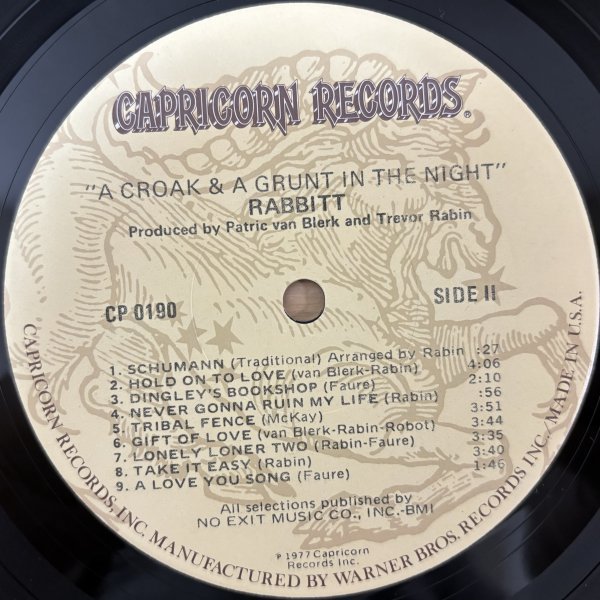 CAPRICORN RECORDS®
"A CROAK & A GRUNT IN THE NIGHT"
RABBITT
Produced by Patric van Blerk and Trevor Rabin
CP 0190
SIDE II
1. SCHUMANN (Traditional) Arranged by Rabin :27
2. HOLD ON TO LOVE (van Blerk-Rabin) 4:06
3. DINGLEY'S BOOKSHOP (Faure) 2:10
4. NEVER GONNA RUIN MY LIFE (Rabin) :56
5. TRIBAL FENCE (McKay) 3:51
6. GIFT OF LOVE (van Blerk-Rabin-Robot) 3:44
7. LONELY LONER TWO (Rabin-Faure) 3:35
8. TAKE IT EASY (Rabin) 3:40
9. A LOVE YOU SONG (Faure) 1:46
All selections published by
NO EXIT MUSIC CO., INC.-BMI
℗ 1977 Capricorn
Records Inc.
CAPRICORN RECORDS, INC. MANUFACTURED BY WARNER BROS. RECORDS INC. MADE IN U.S.A.